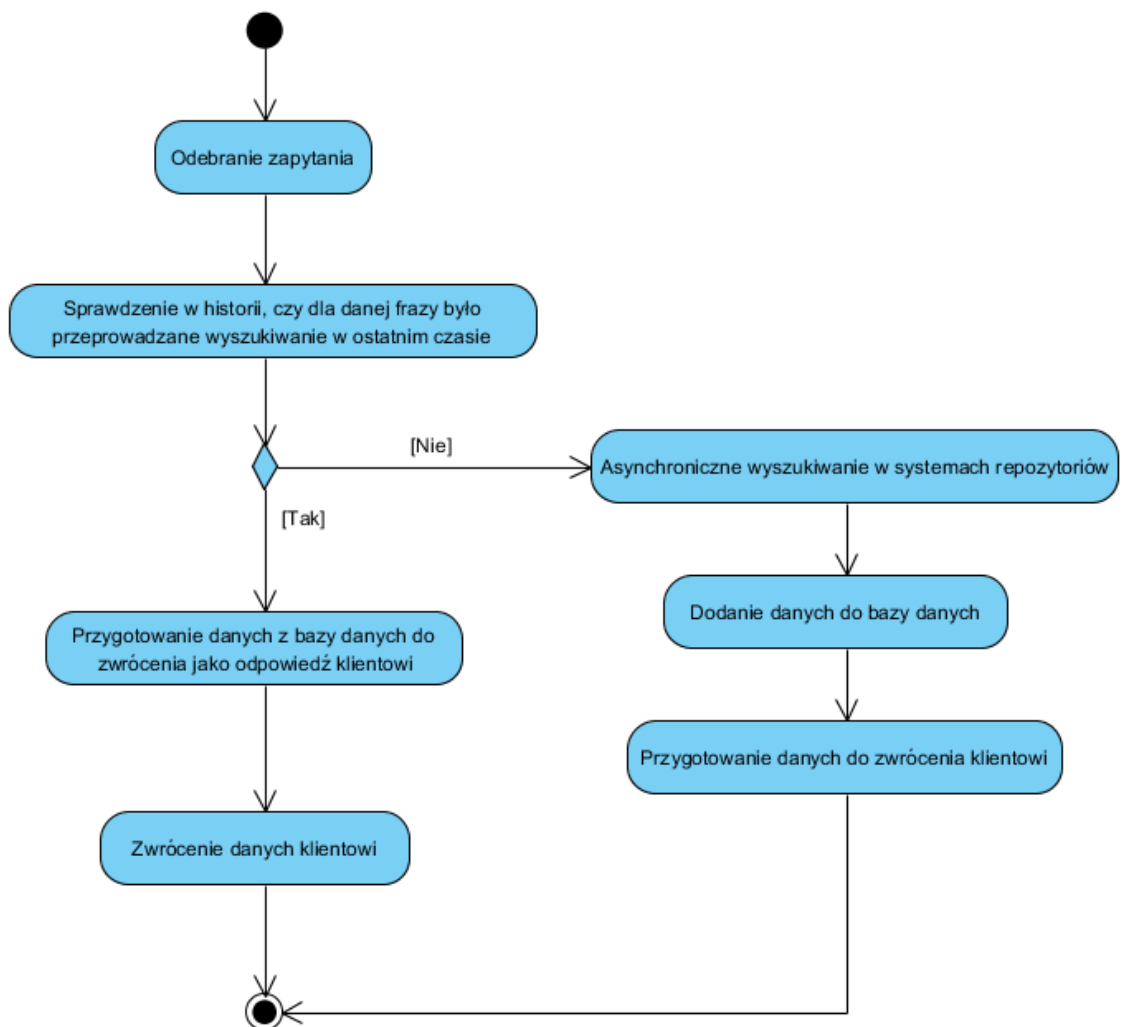 Odebranie zapytania
Sprawdzenie w historii, czy dla danej frazy było
przeprowadzane wyszukiwanie w ostatnim czasie
[Nie]
Asynchroniczne wyszukiwanie w systemach repozytoriów
[Tak]
Dodanie danych do bazy danych
Przygotowanie danych z bazy danych do
zwrócenia jako odpowiedź klientowi
Przygotowanie danych do zwrócenia klientowi
Zwrócenie danych klientowi